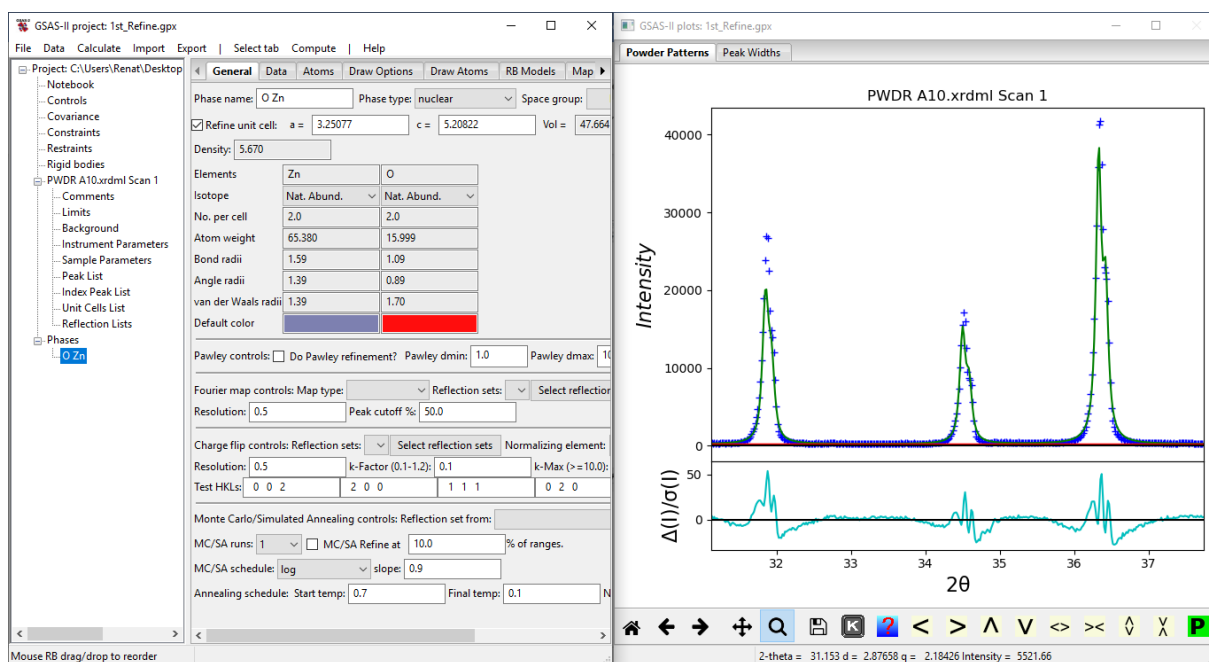 GSAS-II project: 1st_Refine.gpx
File Data Calculate Import Export | Select tab Compute | Help
Project: C:\Users\Renat\Desktop
Notebook
Controls
Covariance
Constraints
Restraints
Rigid bodies
PWDR A10.xrdml Scan 1
Comments
Limits
Background
Instrument Parameters
Sample Parameters
Peak List
Index Peak List
Unit Cells List
Reflection Lists
Phases
O Zn
Mouse RB drag/drop to reorder
General Data Atoms Draw Options Draw Atoms RB Models Map
Phase name: O Zn Phase type: nuclear Space group:
Refine unit cell: a = 3.25077 c = 5.20822 Vol = 47.664
Density: 5.670
Elements Zn O
Isotope Nat. Abund. Nat. Abund.
No. per cell 2.0 2.0
Atom weight 65.380 15.999
Bond radii 1.59 1.09
Angle radii 1.39 0.89
van der Waals radii 1.39 1.70
Default color
Pawley controls: Do Pawley refinement? Pawley dmin: 1.0 Pawley dmax: 10
Fourier map controls: Map type: Reflection sets: Select reflection
Resolution: 0.5 Peak cutoff %: 50.0
Charge flip controls: Reflection sets: Select reflection sets Normalizing element:
Resolution: 0.5 k-Factor (0.1-1.2): 0.1 k-Max (>=10.0):
Test HKLs: 0 0 2 2 0 0 1 1 1 0 2 0
Monte Carlo/Simulated Annealing controls: Reflection set from:
MC/SA runs: 1 MC/SA Refine at 10.0 % of ranges.
MC/SA schedule: log slope: 0.9
Annealing schedule: Start temp: 0.7 Final temp: 0.1 N
GSAS-II plots: 1st_Refine.gpx
Powder Patterns Peak Widths
PWDR A10.xrdml Scan 1
Intensity
40000
30000
20000
10000
0
Δ(I)/σ(I)
50
0
32 33 34 35 36 37
2θ
K ? < > Λ V <> >< P
2-theta = 31.153 d = 2.87658 q = 2.18426 Intensity = 5521.66